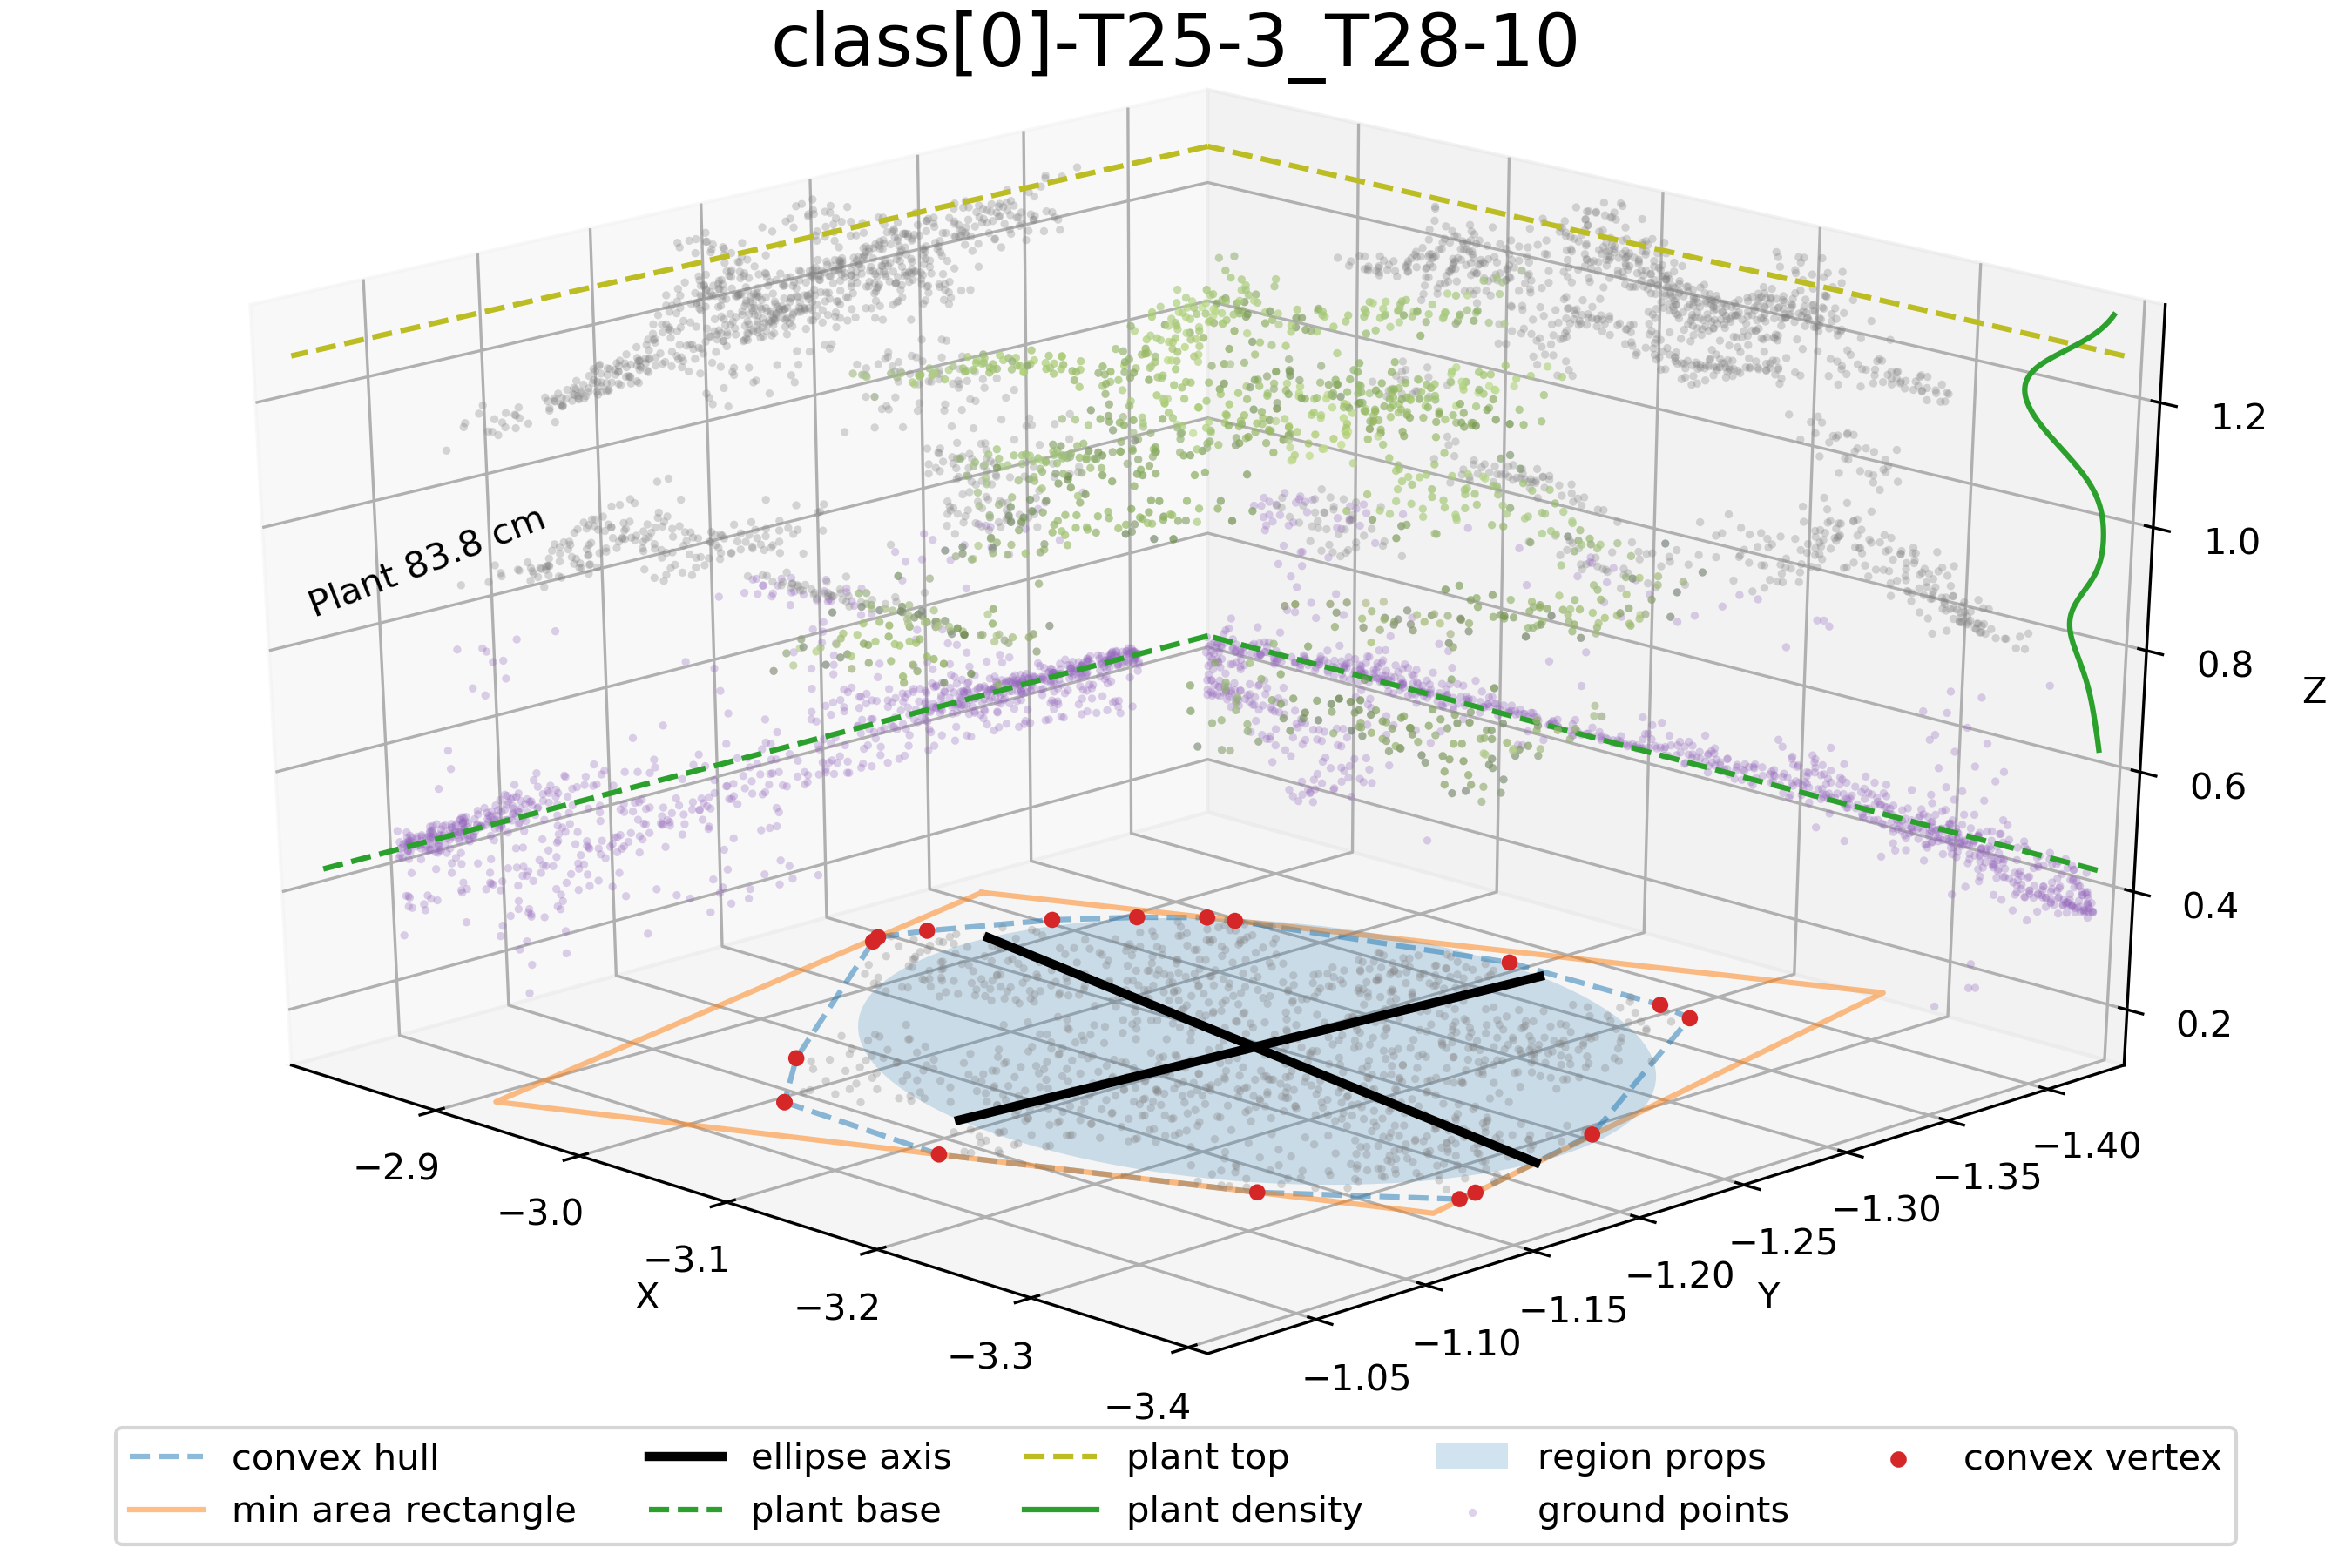 class[0]-T25-3_T28-10
Plant 83.8 cm
1.2
1.0
0.8
Z
0.6
0.4
0.2
−2.9
−3.0
−3.1
X
−3.2
−3.3
−3.4
−1.40
−1.35
−1.30
−1.25
−1.20
Y
−1.15
−1.10
−1.05
convex hull
min area rectangle
ellipse axis
plant base
plant top
plant density
region props
ground points
convex vertex